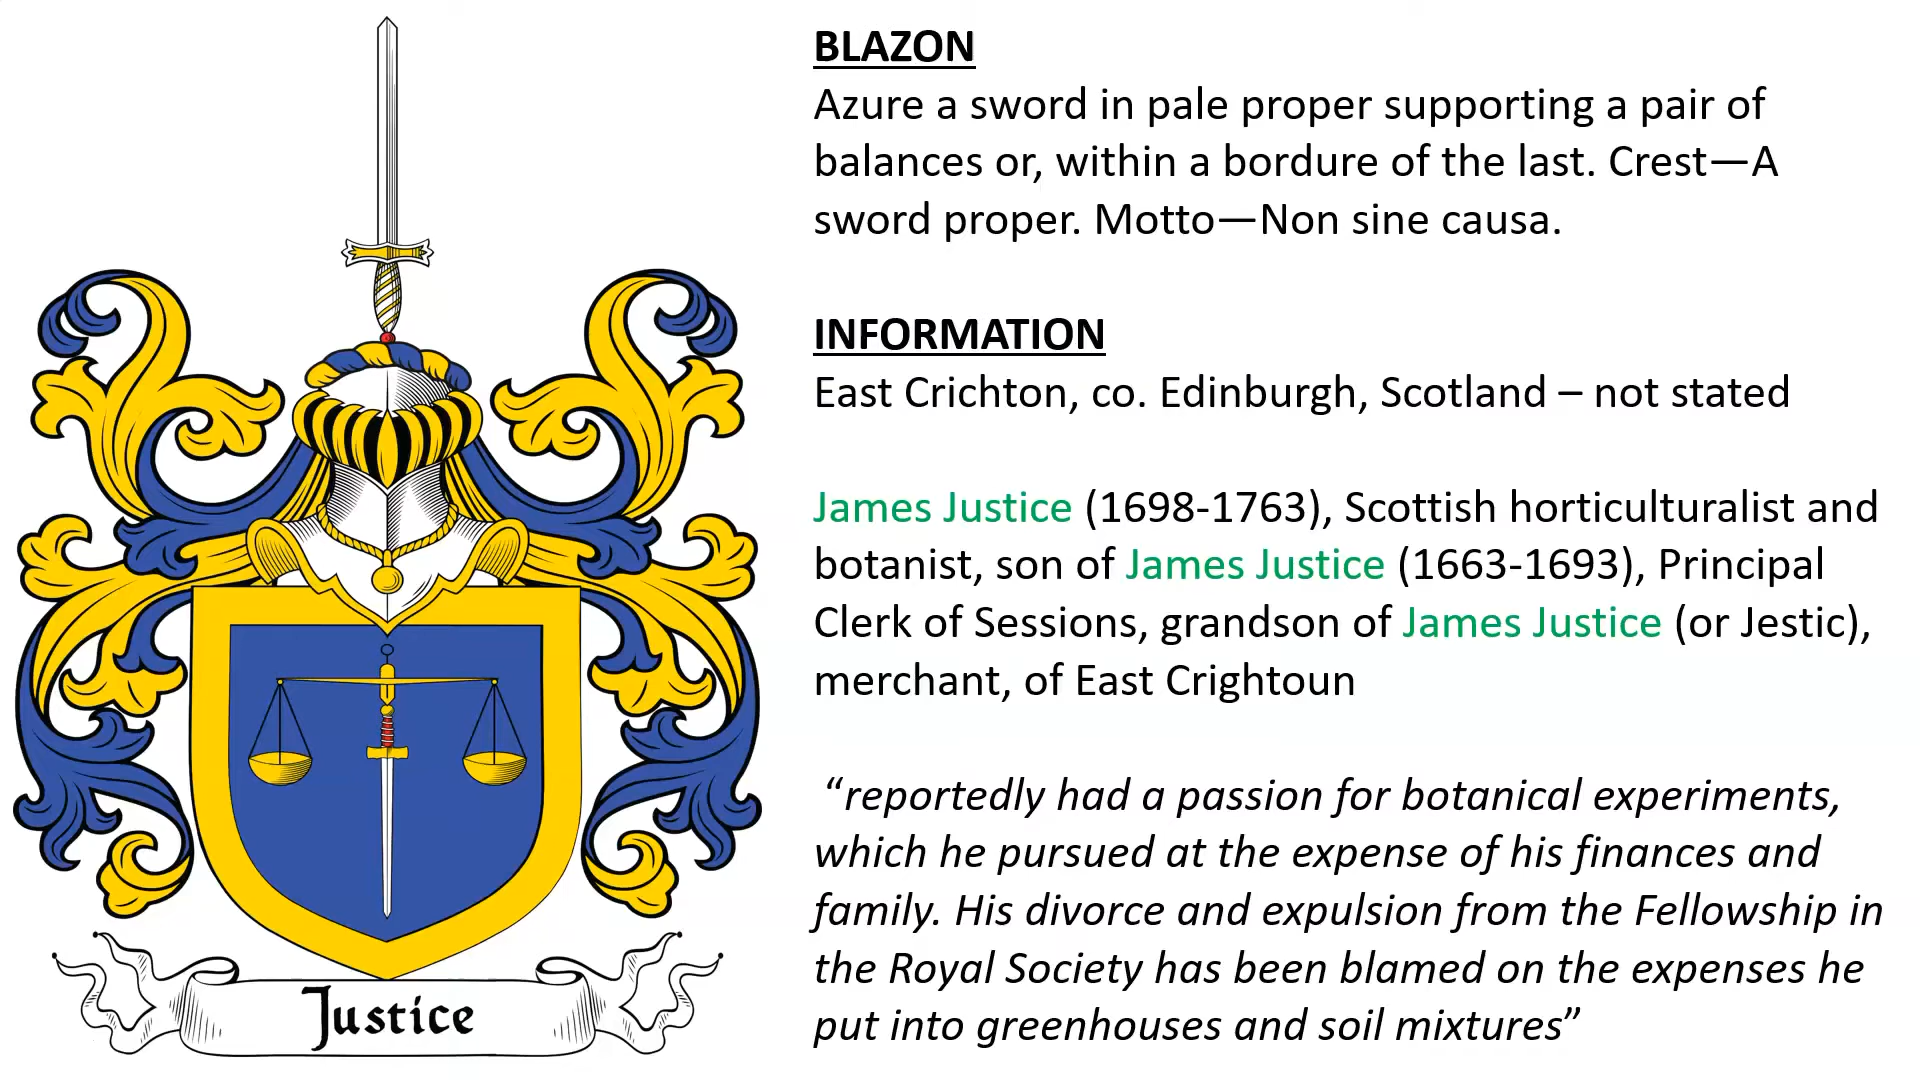 BLAZON
Azure a sword in pale proper supporting a pair of
balances or, within a bordure of the last. Crest—A
sword proper. Motto—Non sine causa.
INFORMATION
East Crichton, co. Edinburgh, Scotland – not stated
James Justice (1698-1763), Scottish horticulturalist and
botanist, son of James Justice (1663-1693), Principal
Clerk of Sessions, grandson of James Justice (or Jestic),
merchant, of East Crightoun
“reportedly had a passion for botanical experiments,
which he pursued at the expense of his finances and
family. His divorce and expulsion from the Fellowship in
the Royal Society has been blamed on the expenses he
put into greenhouses and soil mixtures”
Justice